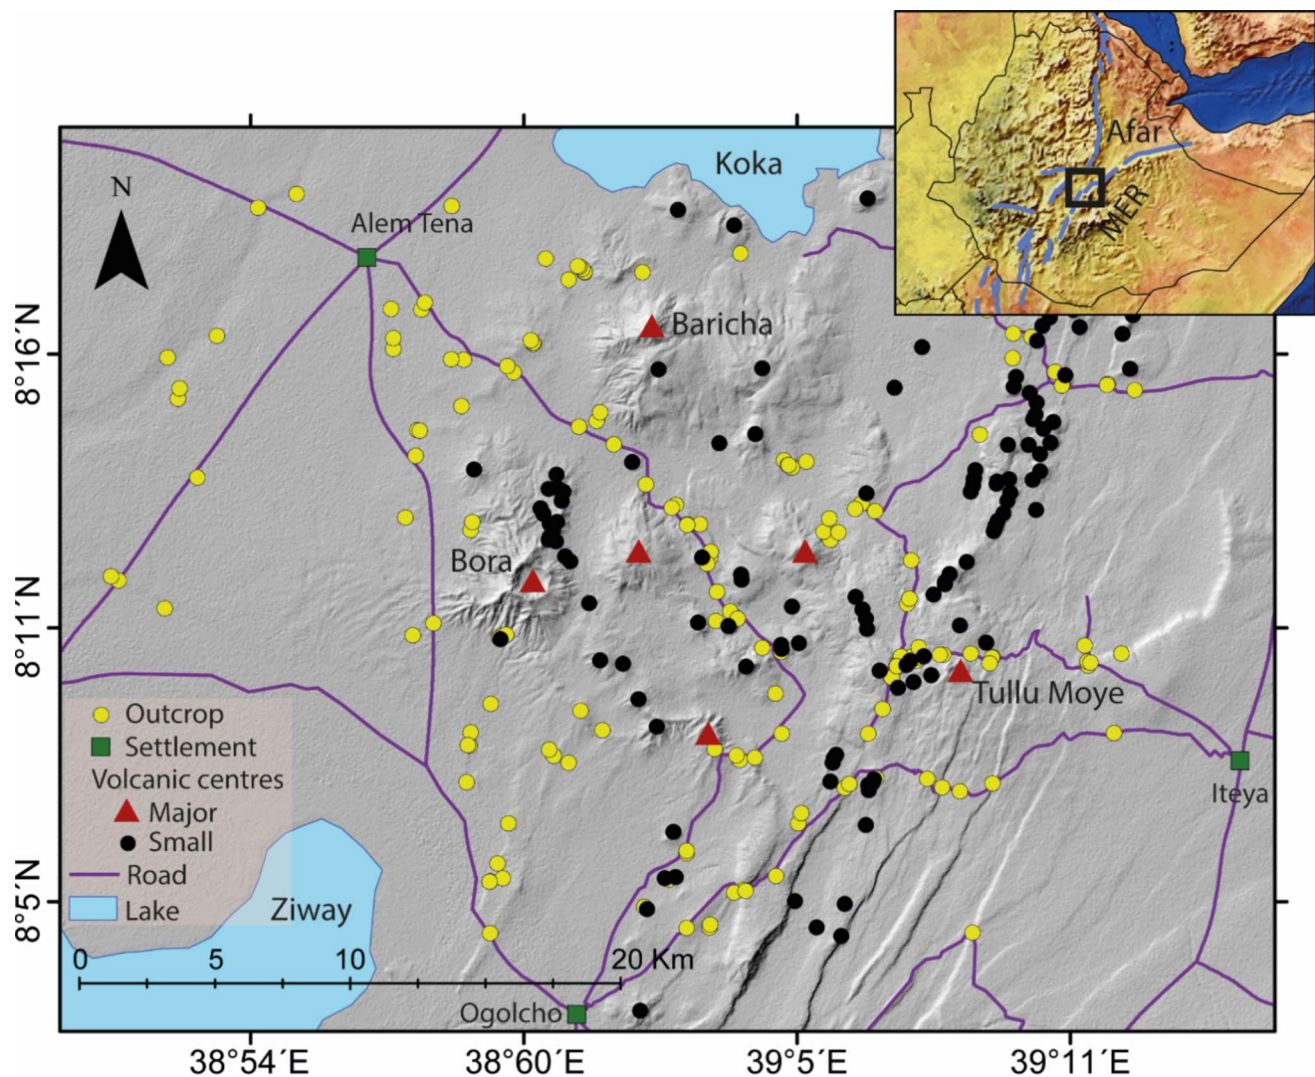 Afar
MER
Koka
N
Alem Tena
Baricha
8°16´N
Bora
8°11´N
Tullu Moye
Outcrop
Settlement
Volcanic centres
Major
Small
Road
Lake
Iteya
Ziway
8°5´N
0 5 10 20 Km
Ogolcho
38°54´E 38°60´E 39°5´E 39°11´E